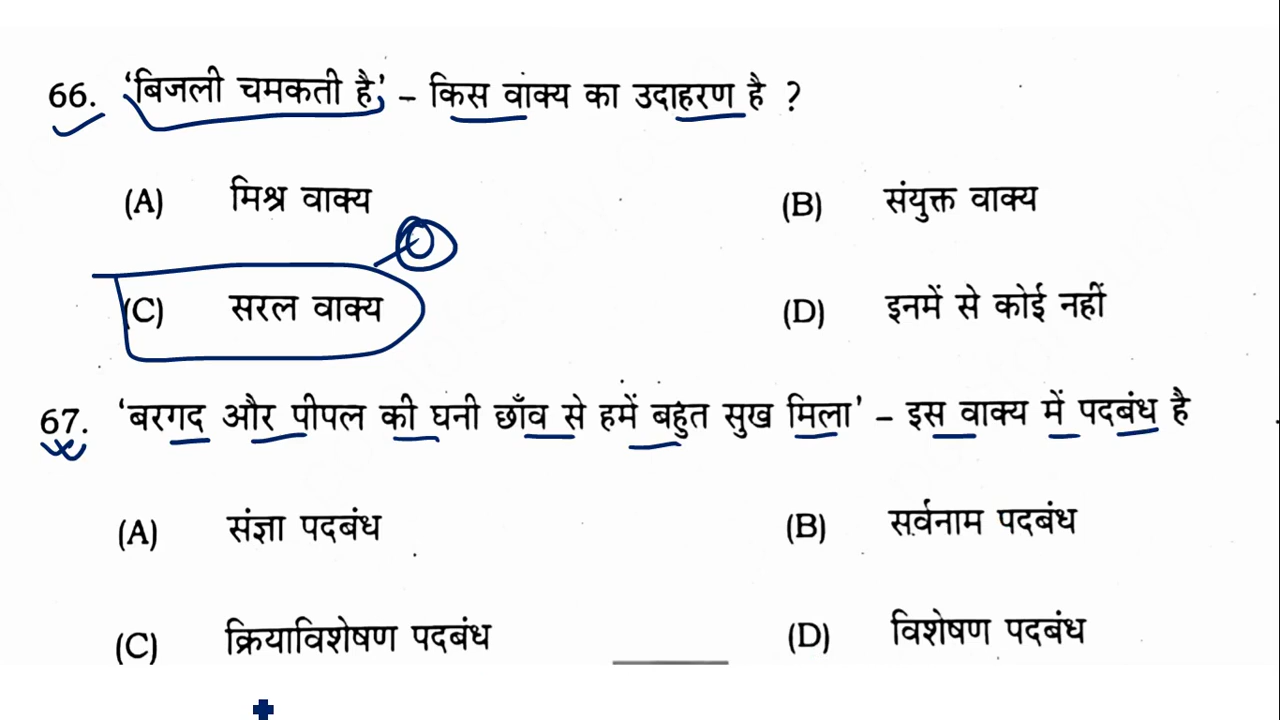 66. ‘बिजली चमकती है’ – किस वाक्य का उदाहरण है ?
(A) मिश्र वाक्य (B) संयुक्त वाक्य
(C) सरल वाक्य (D) इनमें से कोई नहीं
67. ‘बरगद और पीपल की घनी छाँव से हमें बहुत सुख मिला’ – इस वाक्य में पदबंध है
(A) संज्ञा पदबंध (B) सर्वनाम पदबंध
(C) क्रियाविशेषण पदबंध (D) विशेषण पदबंध